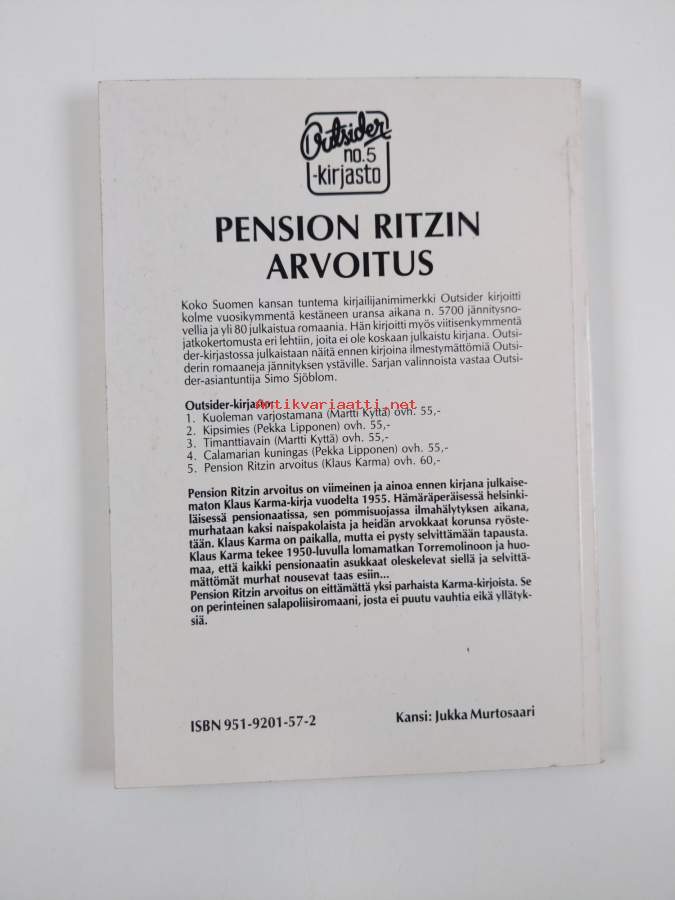 Outsider
no.5
-kirjasto
PENSION RITZIN
ARVOITUS
Koko Suomen kansan tuntema kirjailijanimimerkki Outsider kirjoitti
kolme vuosikymmentä kestäneen uransa aikana n. 5700 jännitysno-
vellia ja yli 80 julkaistua romaania. Hän kirjoitti myös viitisenkymmentä
jatkokertomusta eri lehtiin, joita ei ole koskaan julkaistu kirjana. Outsi-
der-kirjastossa julkaistaan näitä ennen kirjoina ilmestymättömiä Outsi-
derin romaaneja jännityksen ystäville. Sarjan valinnoista vastaa Outsi-
der-asiantuntija Simo Sjöblom.
Outsider-kirjasto:
Antikvariaatti.net
1. Kuoleman varjostamana (Martti Kyttä) ovh. 55,-
2. Kipsimies (Pekka Lipponen) ovh. 55,-
3. Timanttiavain (Martti Kyttä) ovh. 55,-
4. Calamarian kuningas (Pekka Lipponen) ovh. 55,-
5. Pension Ritzin arvoitus (Klaus Karma) ovh. 60,-
Pension Ritzin arvoitus on viimeinen ja ainoa ennen kirjana julkaise-
maton Klaus Karma-kirja vuodelta 1955. Hämäräperäisessä helsinki-
läisessä pensionaatissa, sen pommisuojassa ilmahälytyksen aikana,
murhataan kaksi naispakolaista ja heidän arvokkaat korunsa ryöste-
tään. Klaus Karma on paikalla, mutta ei pysty selvittämään tapausta.
Klaus Karma tekee 1950-luvulla lomamatkan Torremolinoon ja huo-
maa, että kaikki pensionaatin asukkaat oleskelevat siellä ja selvittä-
mättömät murhat nousevat taas esiin...
Pension Ritzin arvoitus on eittämättä yksi parhaista Karma-kirjoista. Se
on perinteinen salapoliisiromaani, josta ei puutu vauhtia eikä yllätyk-
siä.
ISBN 951-9201-57-2
Kansi: Jukka Murtosaari